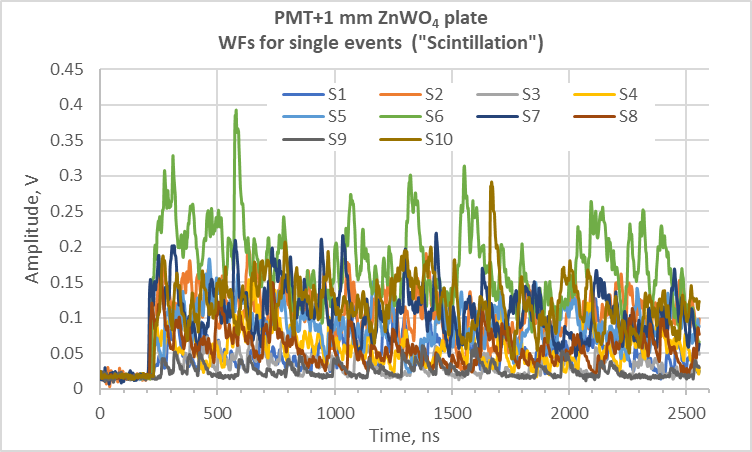 PMT+1 mm ZnWO4 plate
WFs for single events ("Scintillation")
Amplitude, V
0.45
0.4
0.35
0.3
0.25
0.2
0.15
0.1
0.05
0
S1 S2 S3 S4
S5 S6 S7 S8
S9 S10
0 500 1000 1500 2000 2500
Time, ns